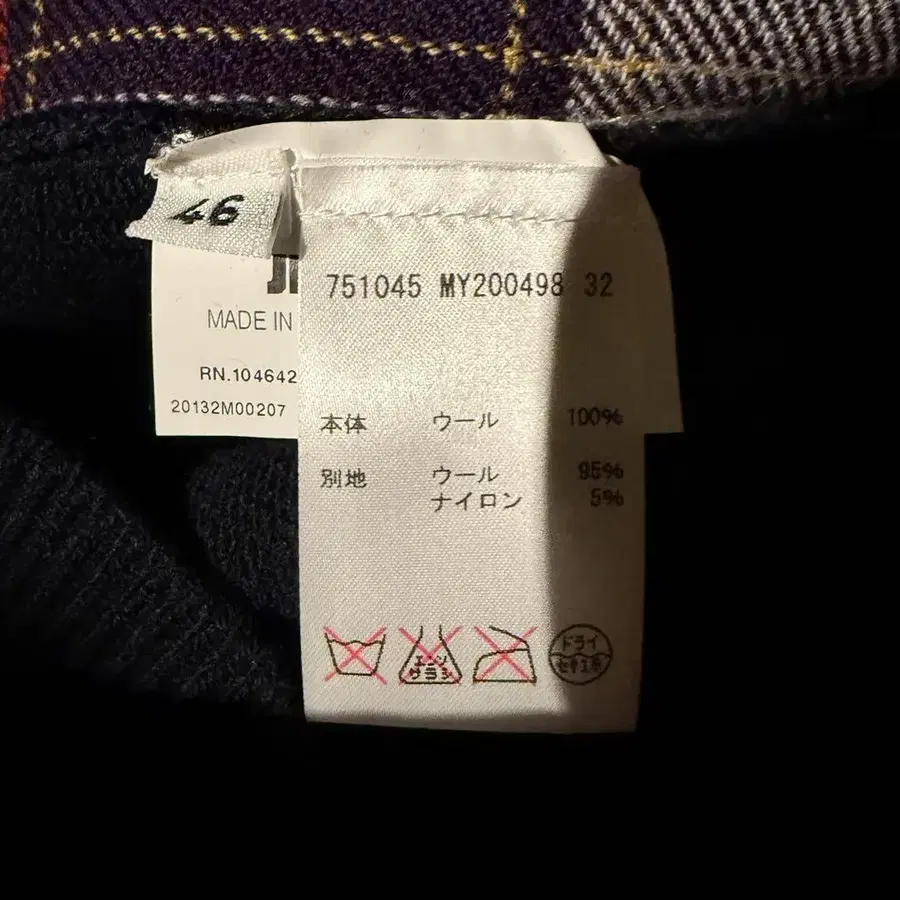 46
MADE IN
RN.104642
20132M00207
751045 MY200498 32
本体 ウール 100%
別地 ウール 95%
ナイロン 5%
エンソ
サラシ
ドライ
セキユ系